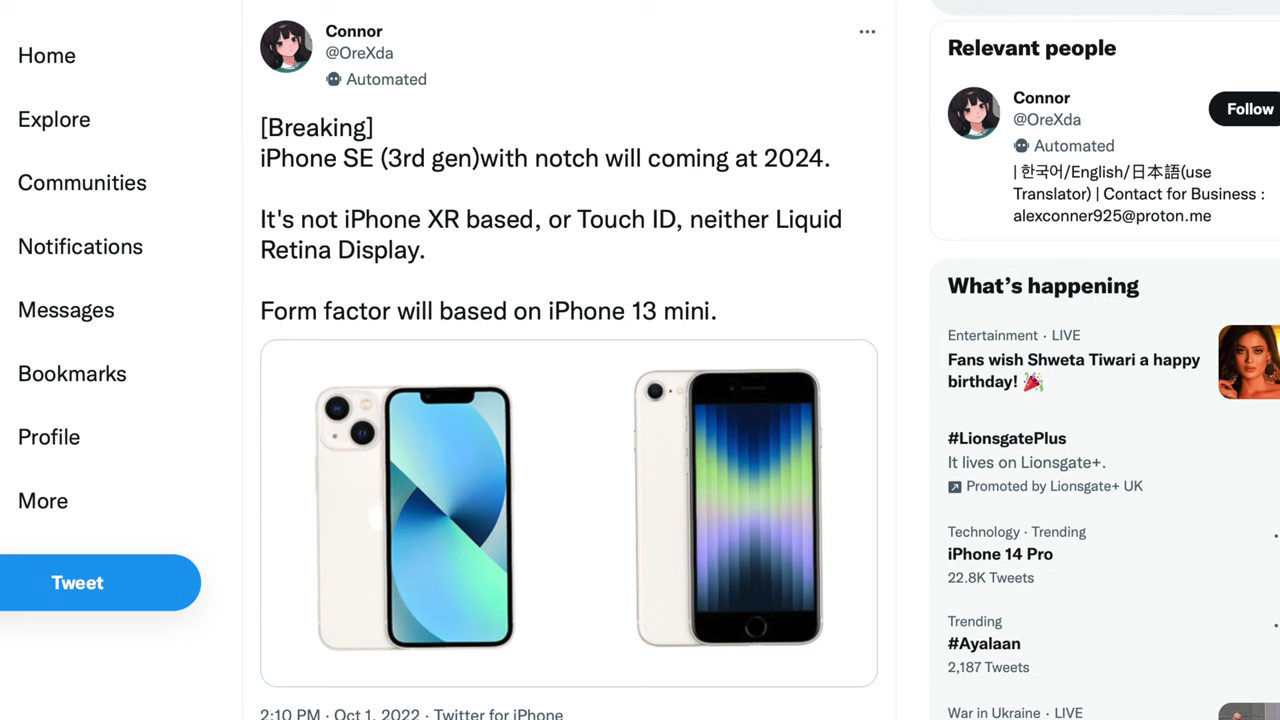 Home
Explore
Communities
Notifications
Messages
Bookmarks
Profile
More
Tweet
Connor
@OreXda
Automated
[Breaking]
iPhone SE (3rd gen)with notch will coming at 2024.
It's not iPhone XR based, or Touch ID, neither Liquid
Retina Display.
Form factor will based on iPhone 13 mini.
2:10 PM · Oct 1, 2022 · Twitter for iPhone
Relevant people
Connor
@OreXda
Automated
Follow
| 한국어/English/日本語(use
Translator) | Contact for Business :
alexconner925@proton.me
What's happening
Entertainment · LIVE
Fans wish Shweta Tiwari a happy
birthday! 🎉
#LionsgatePlus
It lives on Lionsgate+.
Promoted by Lionsgate+ UK
Technology · Trending
iPhone 14 Pro
22.8K Tweets
Trending
#Ayalaan
2,187 Tweets
War in Ukraine · LIVE